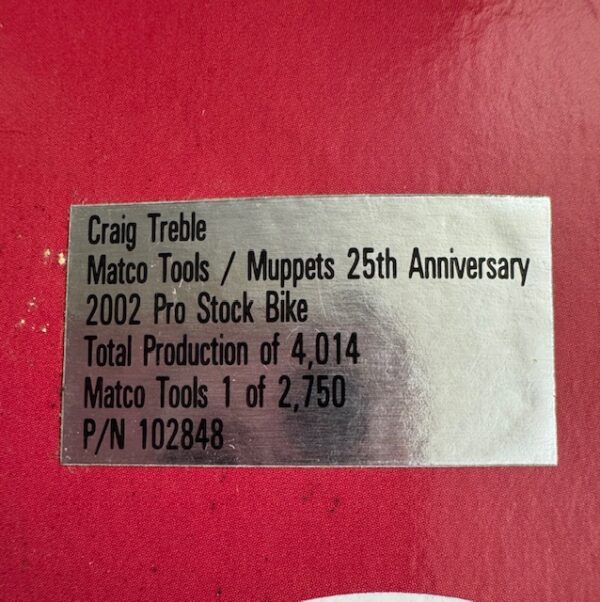 Craig Treble
Matco Tools / Muppets 25th Anniversary
2002 Pro Stock Bike
Total Production of 4,014
Matco Tools 1 of 2,750
P/N 102848